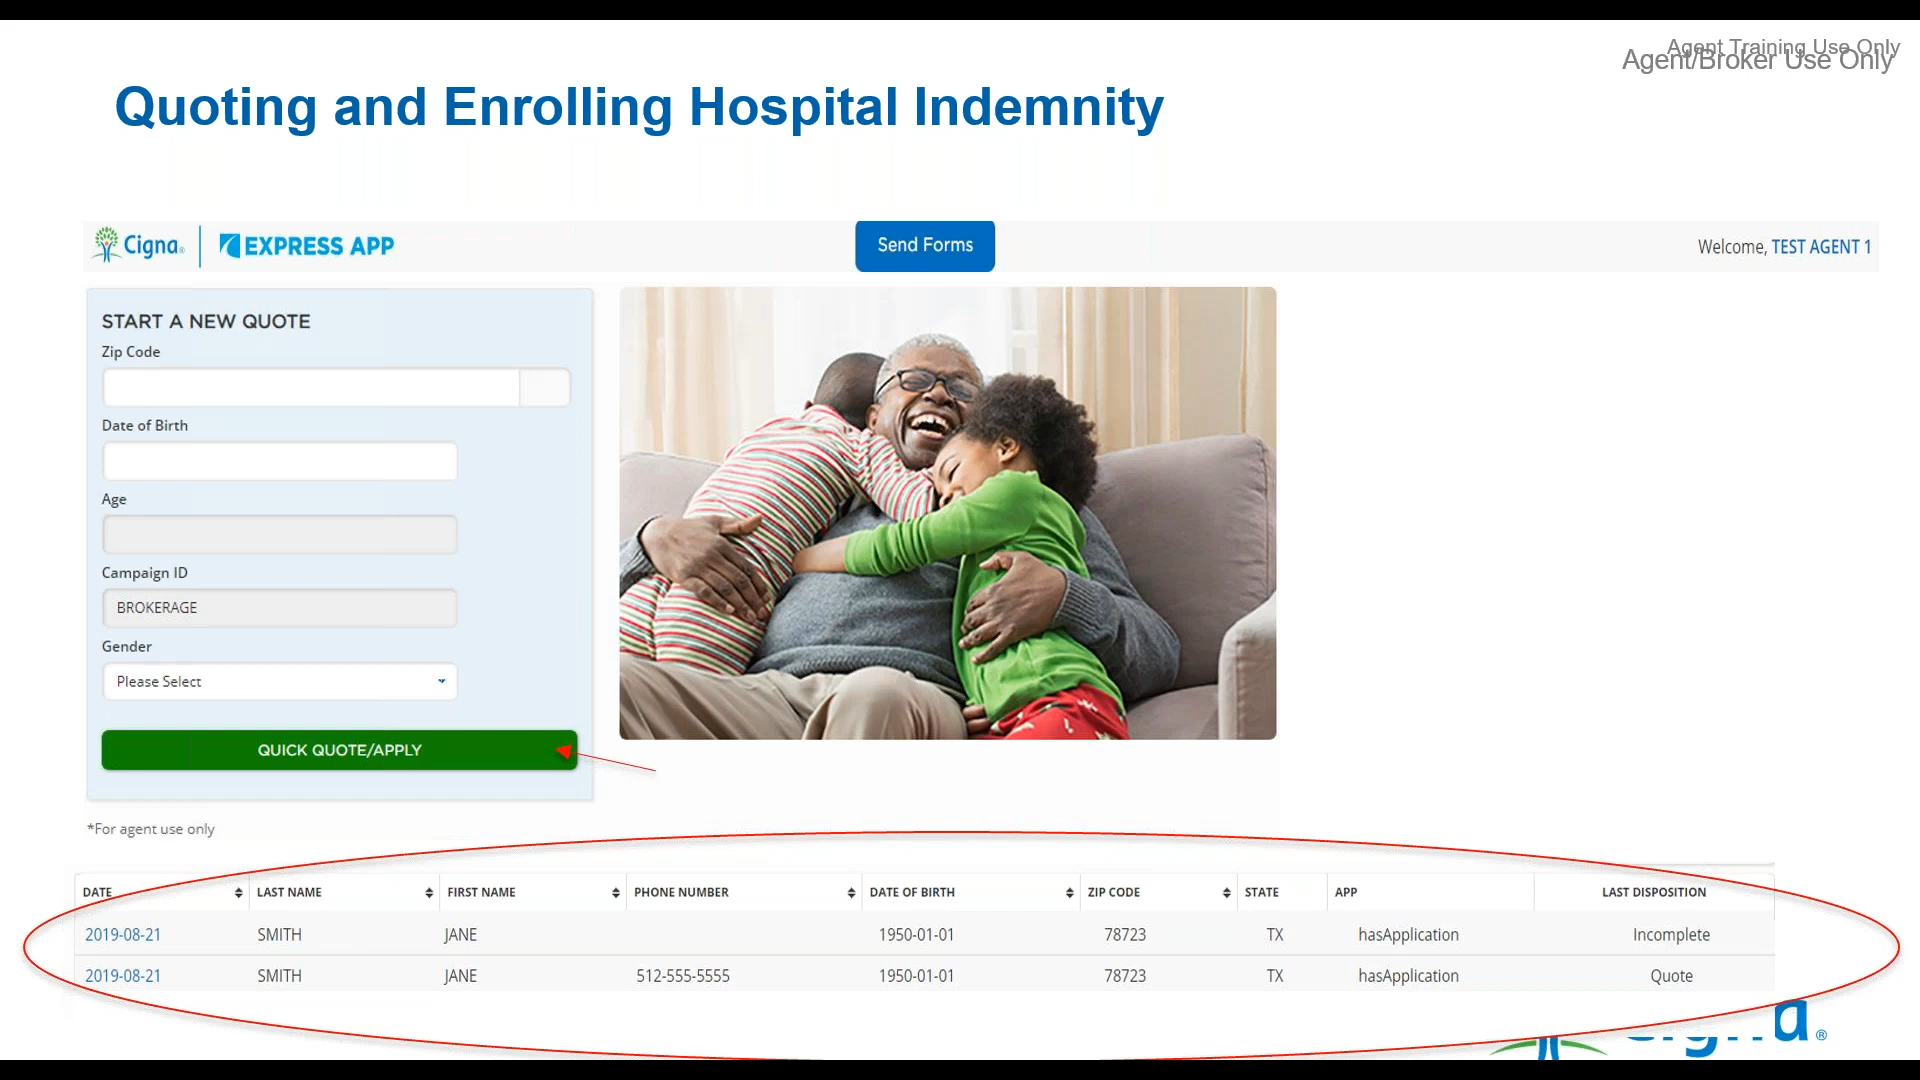 Agent Training Use Only
Agent/Broker Use Only
Quoting and Enrolling Hospital Indemnity
Cigna® EXPRESS APP Send Forms Welcome, TEST AGENT 1
START A NEW QUOTE
Zip Code
Date of Birth
Age
Campaign ID
BROKERAGE
Gender
Please Select
QUICK QUOTE/APPLY
*For agent use only
DATE LAST NAME FIRST NAME PHONE NUMBER DATE OF BIRTH ZIP CODE STATE APP LAST DISPOSITION
2019-08-21 SMITH JANE 1950-01-01 78723 TX hasApplication Incomplete
2019-08-21 SMITH JANE 512-555-5555 1950-01-01 78723 TX hasApplication Quote